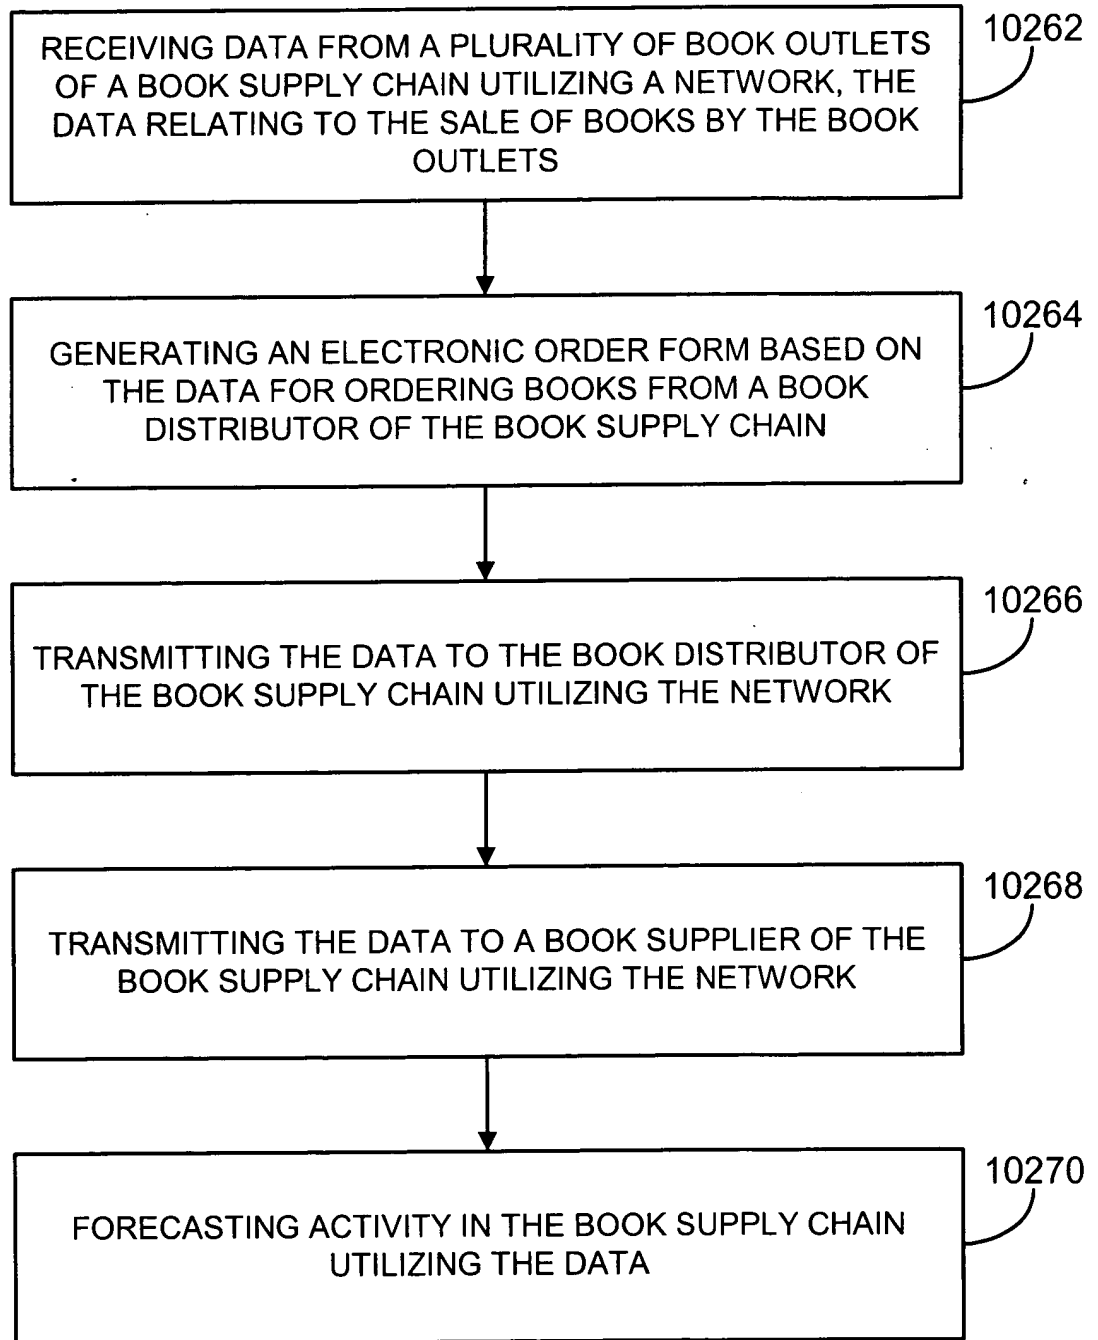 RECEIVING DATA FROM A PLURALITY OF BOOK OUTLETS
OF A BOOK SUPPLY CHAIN UTILIZING A NETWORK, THE
DATA RELATING TO THE SALE OF BOOKS BY THE BOOK
OUTLETS
10262
GENERATING AN ELECTRONIC ORDER FORM BASED ON
THE DATA FOR ORDERING BOOKS FROM A BOOK
DISTRIBUTOR OF THE BOOK SUPPLY CHAIN
10264
TRANSMITTING THE DATA TO THE BOOK DISTRIBUTOR OF
THE BOOK SUPPLY CHAIN UTILIZING THE NETWORK
10266
TRANSMITTING THE DATA TO A BOOK SUPPLIER OF THE
BOOK SUPPLY CHAIN UTILIZING THE NETWORK
10268
FORECASTING ACTIVITY IN THE BOOK SUPPLY CHAIN
UTILIZING THE DATA
10270